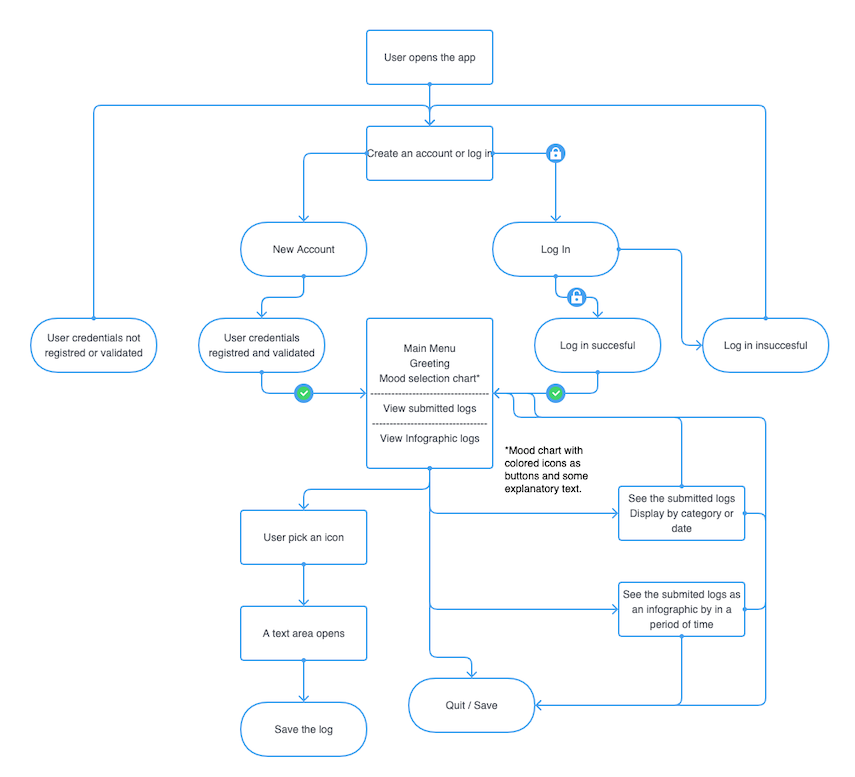 User opens the app
Create an account or log in
New Account
Log In
User credentials not
registred or validated
User credentials
registred and validated
Main Menu
Greeting
Mood selection chart*
View submitted logs
View Infographic logs
Log in succesful
Log in insuccesful
*Mood chart with
colored icons as
buttons and some
explanatory text.
See the submitted logs
Display by category or
date
User pick an icon
See the submited logs as
an infographic by in a
period of time
A text area opens
Quit / Save
Save the log